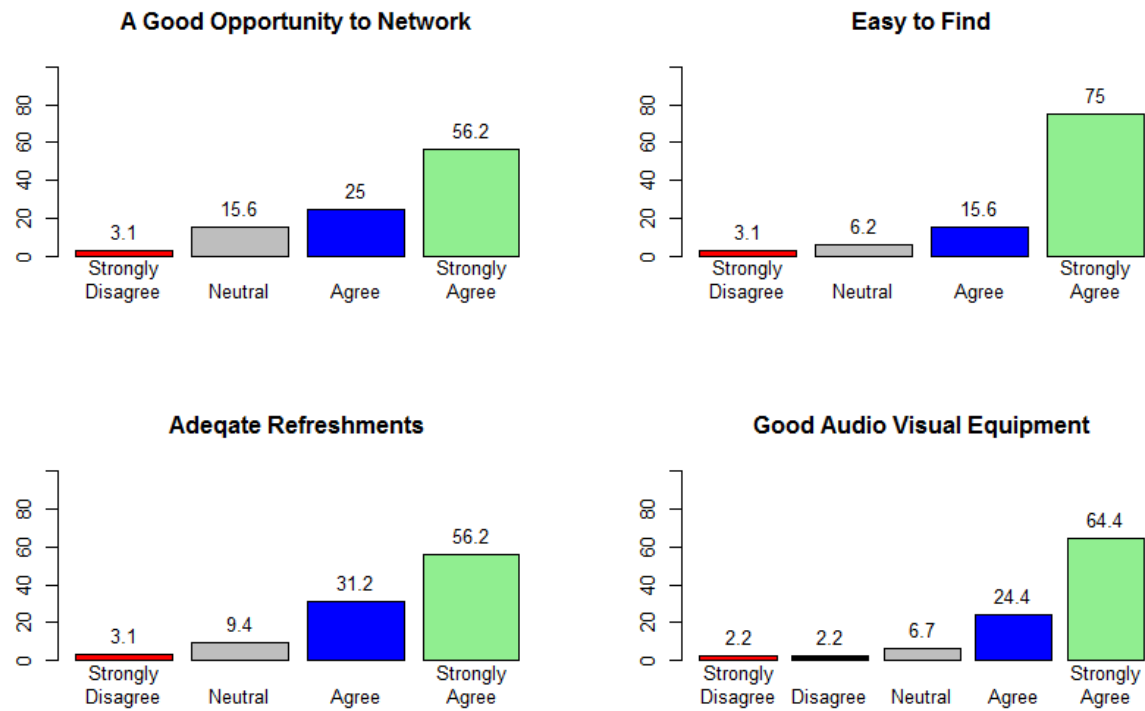 A Good Opportunity to Network
80
60
40
20
0
3.1
15.6
25
56.2
Strongly
Disagree
Neutral
Agree
Strongly
Agree
Easy to Find
80
60
40
20
0
3.1
6.2
15.6
75
Strongly
Disagree
Neutral
Agree
Strongly
Agree
Adeqate Refreshments
80
60
40
20
0
3.1
9.4
31.2
56.2
Strongly
Disagree
Neutral
Agree
Strongly
Agree
Good Audio Visual Equipment
80
60
40
20
0
2.2
2.2
6.7
24.4
64.4
Strongly
Disagree
Disagree
Neutral
Agree
Strongly
Agree